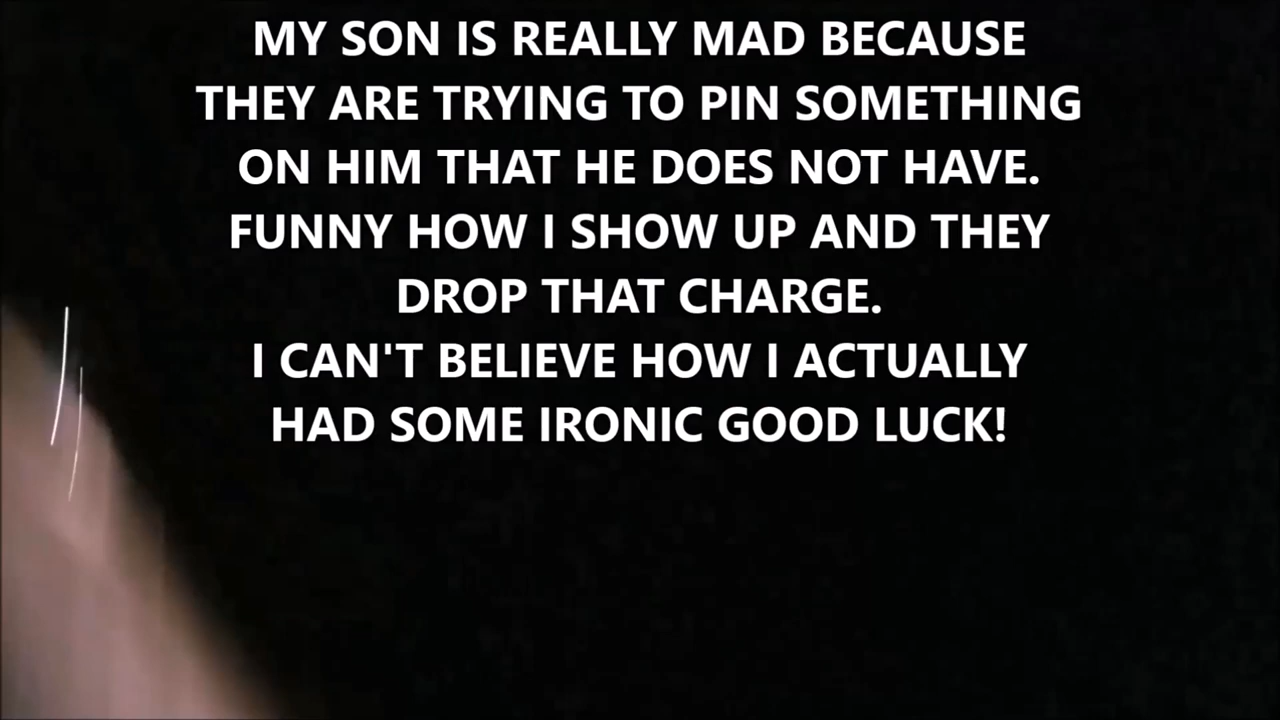 MY SON IS REALLY MAD BECAUSE
THEY ARE TRYING TO PIN SOMETHING
ON HIM THAT HE DOES NOT HAVE.
FUNNY HOW I SHOW UP AND THEY
DROP THAT CHARGE.
I CAN'T BELIEVE HOW I ACTUALLY
HAD SOME IRONIC GOOD LUCK!